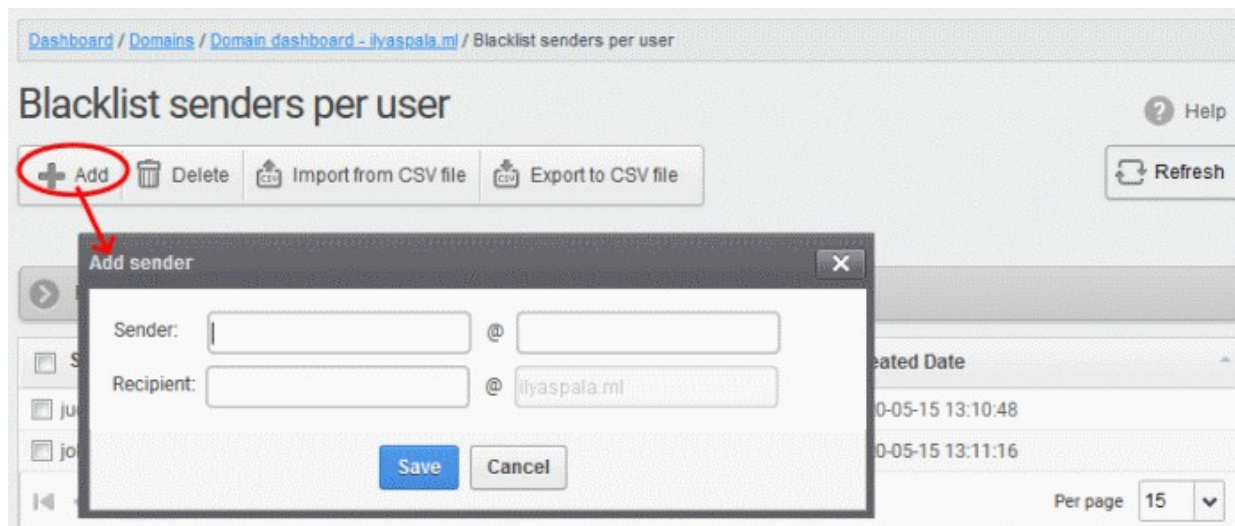 Dashboard / Domains / Domain dashboard - ilyaspala.ml / Blacklist senders per user
Blacklist senders per user
Help
Add Delete Import from CSV file Export to CSV file
Refresh
Add sender
Sender: @
Recipient: @ ilyaspala.ml
Save Cancel
eated Date
0-05-15 13:10:48
0-05-15 13:11:16
Per page 15